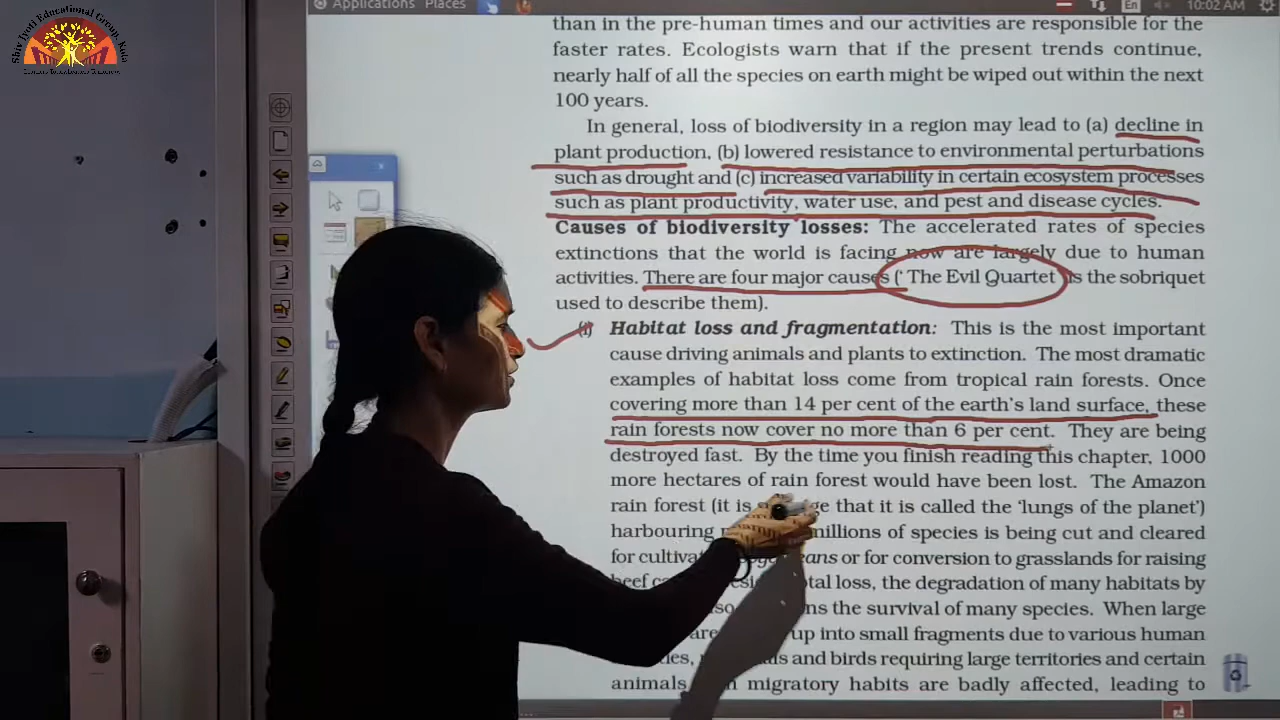 Shiv Jyoti Educational Group, Kota
Applications Places
En
10:02 AM
than in the pre-human times and our activities are responsible for the
faster rates. Ecologists warn that if the present trends continue,
nearly half of all the species on earth might be wiped out within the next
100 years.
In general, loss of biodiversity in a region may lead to (a) decline in
plant production, (b) lowered resistance to environmental perturbations
such as drought and (c) increased variability in certain ecosystem processes
such as plant productivity, water use, and pest and disease cycles.
Causes of biodiversity losses: The accelerated rates of species
extinctions that the world is facing now are largely due to human
activities. There are four major causes (' The Evil Quartet is the sobriquet
used to describe them).
(i) Habitat loss and fragmentation: This is the most important
cause driving animals and plants to extinction. The most dramatic
examples of habitat loss come from tropical rain forests. Once
covering more than 14 per cent of the earth's land surface, these
rain forests now cover no more than 6 per cent. They are being
destroyed fast. By the time you finish reading this chapter, 1000
more hectares of rain forest would have been lost. The Amazon
rain forest (it is that it is called the 'lungs of the planet')
harbouring millions of species is being cut and cleared
for or for conversion to grasslands for raising
beef loss, the degradation of many habitats by
the survival of many species. When large
up into small fragments due to various human
and birds requiring large territories and certain
animals migratory habits are badly affected, leading to